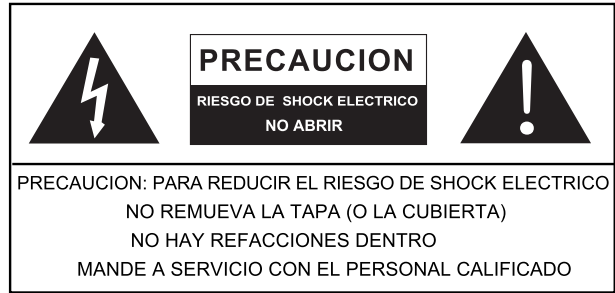 PRECAUCION
RIESGO DE SHOCK ELECTRICO
NO ABRIR
PRECAUCION: PARA REDUCIR EL RIESGO DE SHOCK ELECTRICO
NO REMUEVA LA TAPA (O LA CUBIERTA)
NO HAY REFACCIONES DENTRO
MANDE A SERVICIO CON EL PERSONAL CALIFICADO